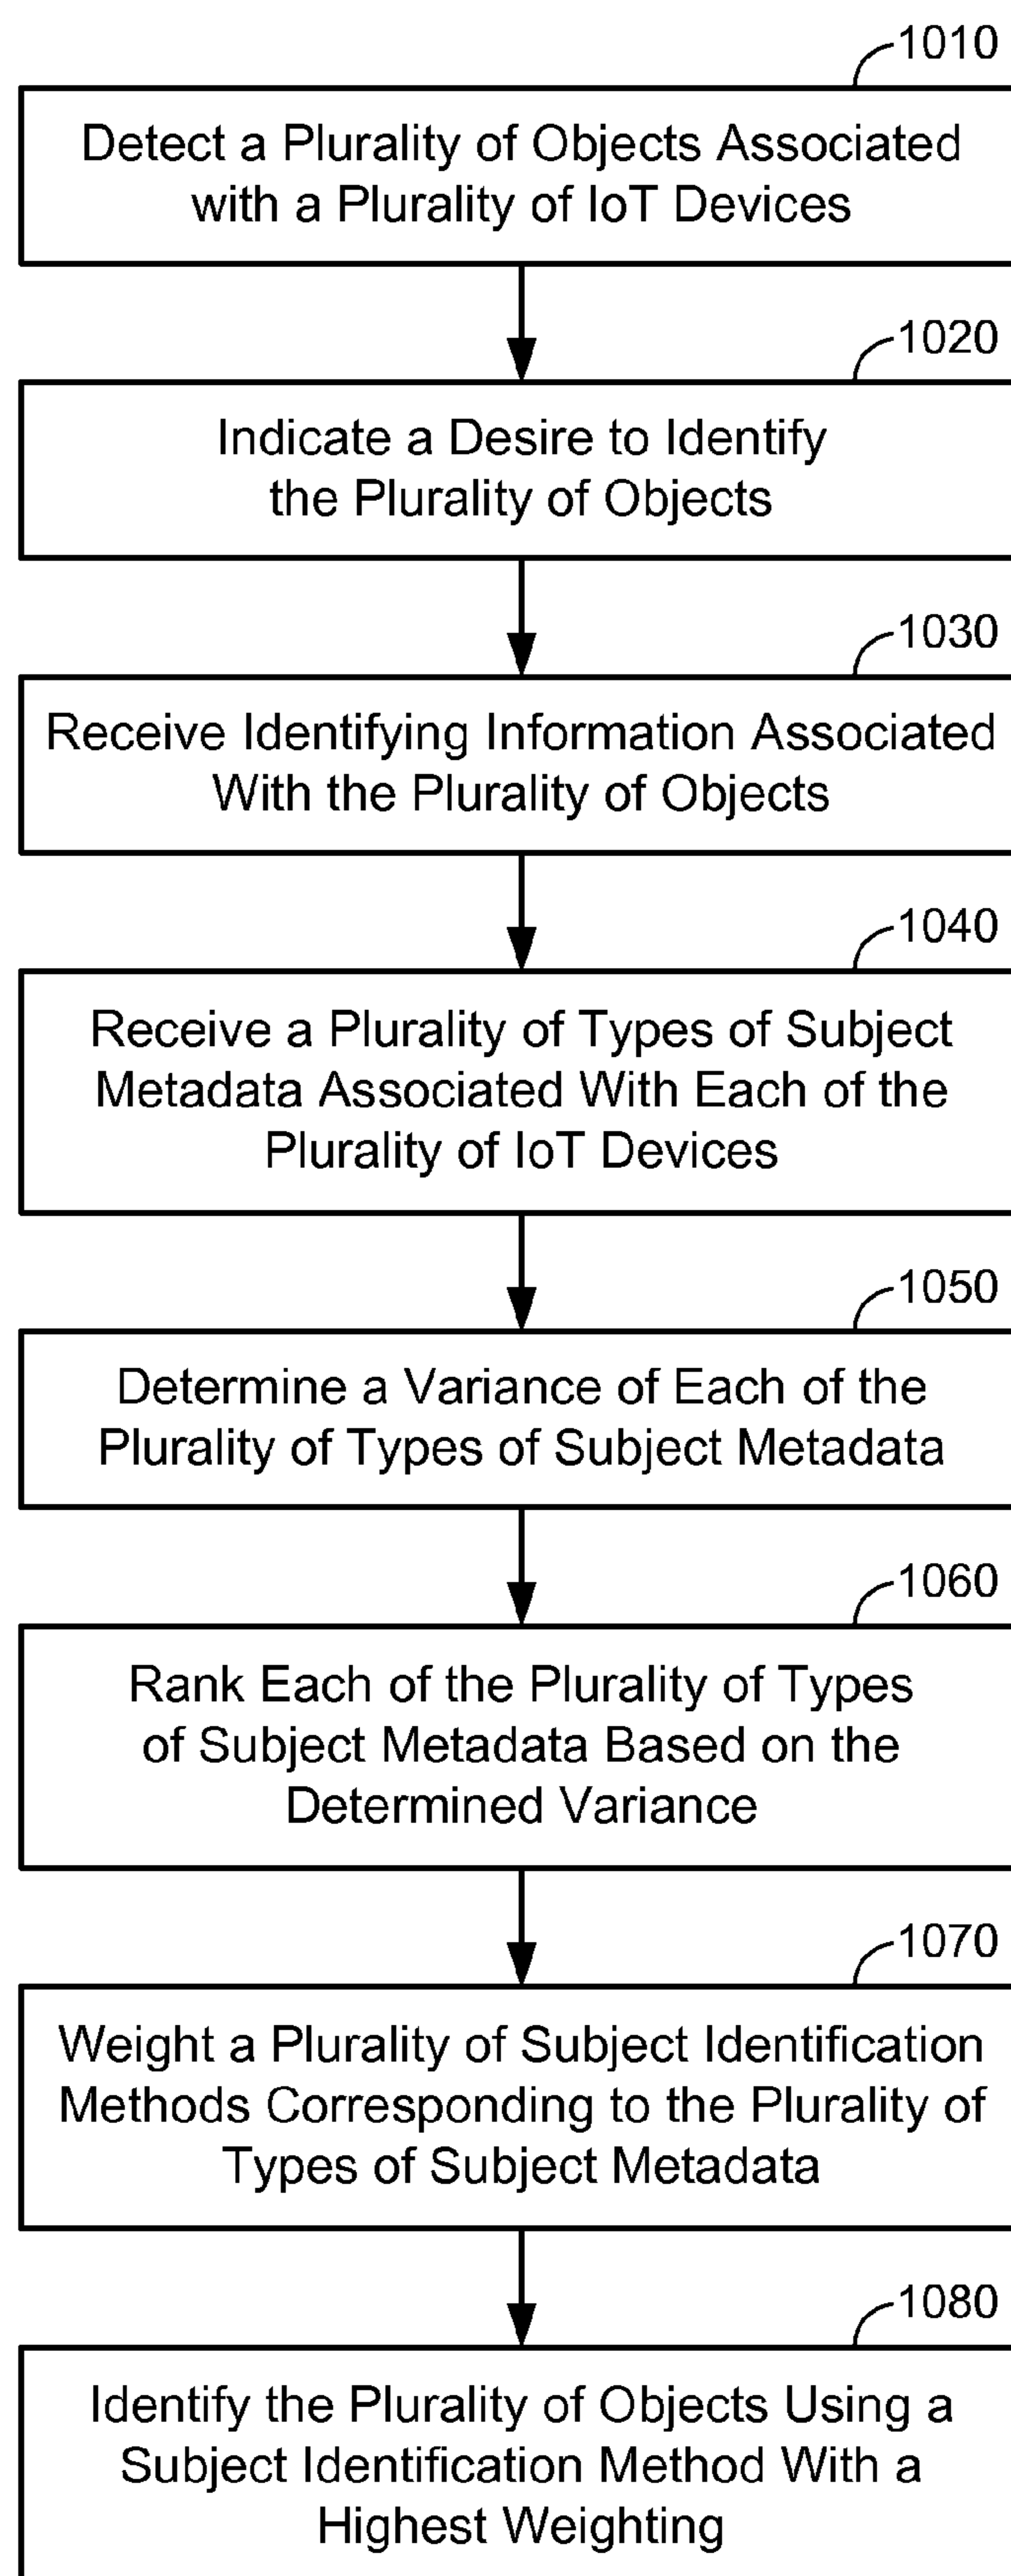 1010
Detect a Plurality of Objects Associated
with a Plurality of IoT Devices
1020
Indicate a Desire to Identify
the Plurality of Objects
1030
Receive Identifying Information Associated
With the Plurality of Objects
1040
Receive a Plurality of Types of Subject
Metadata Associated With Each of the
Plurality of IoT Devices
1050
Determine a Variance of Each of the
Plurality of Types of Subject Metadata
1060
Rank Each of the Plurality of Types
of Subject Metadata Based on the
Determined Variance
1070
Weight a Plurality of Subject Identification
Methods Corresponding to the Plurality of
Types of Subject Metadata
1080
Identify the Plurality of Objects Using a
Subject Identification Method With a
Highest Weighting